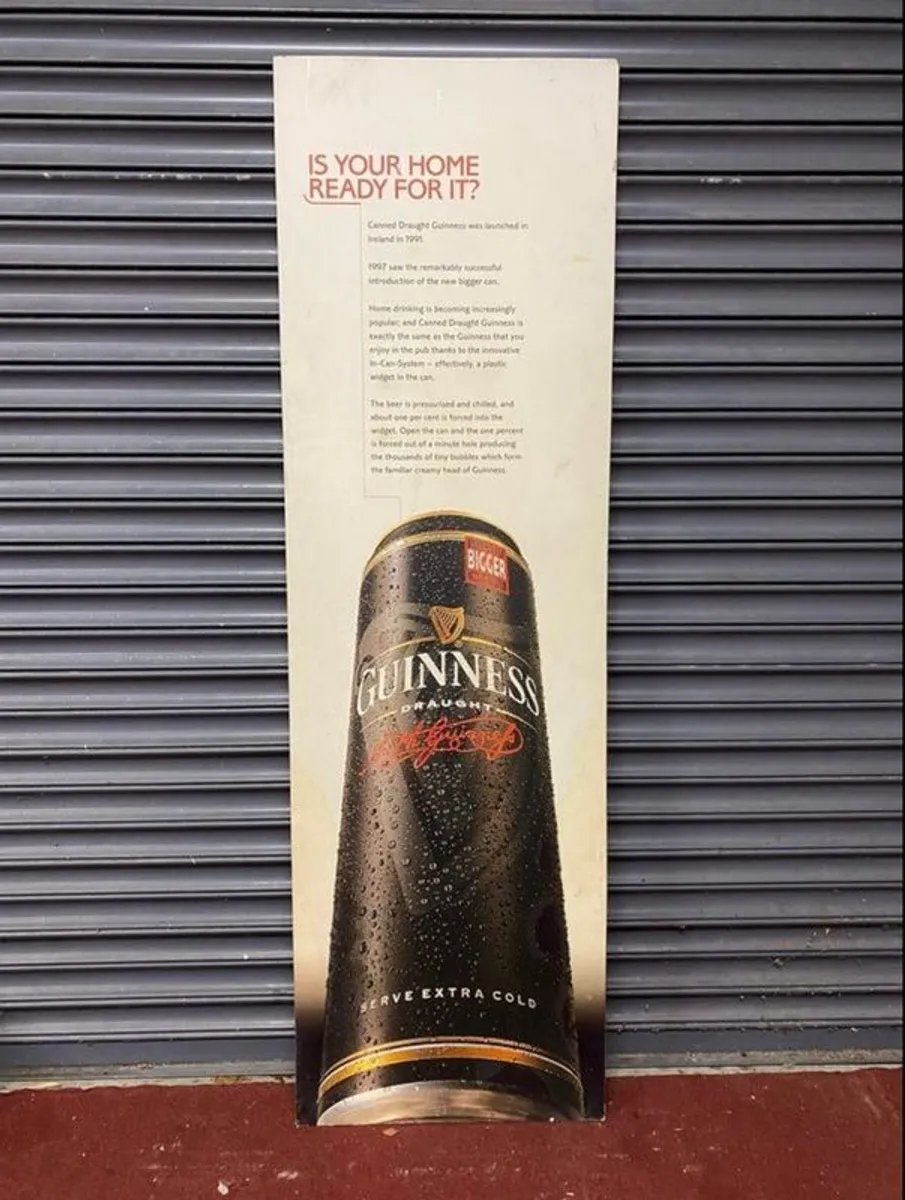 IS YOUR HOME
READY FOR IT?
Canned Draught Guinness was launched in
Ireland in 1991.
1997 saw the remarkably successful
introduction of the new bigger can.
Home drinking is becoming increasingly
popular; and Canned Draught Guinness is
exactly the same as the Guinness that you
enjoy in the pub thanks to the innovative
In-Can-System – effectively, a plastic
widget in the can.
The beer is pressurised and chilled, and
about one per cent is forced into the
widget. Open the can and the one percent
is forced out of a minute hole producing
the thousands of tiny bubbles which form
the familiar creamy head of Guinness.
BIGGER
GUINNESS
DRAUGHT
Guinness
SERVE EXTRA COLD